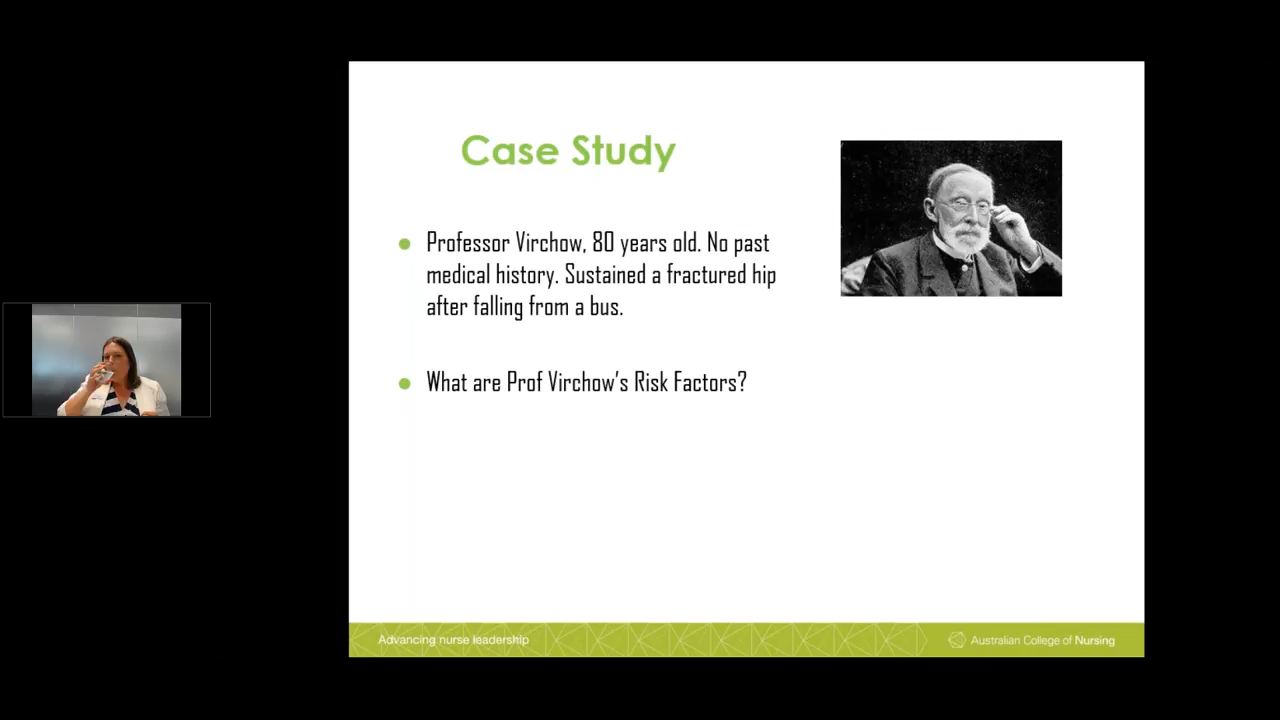 Case Study
Professor Virchow, 80 years old. No past
medical history. Sustained a fractured hip
after falling from a bus.
What are Prof Virchow's Risk Factors?
Advancing nurse leadership
Australian College of Nursing